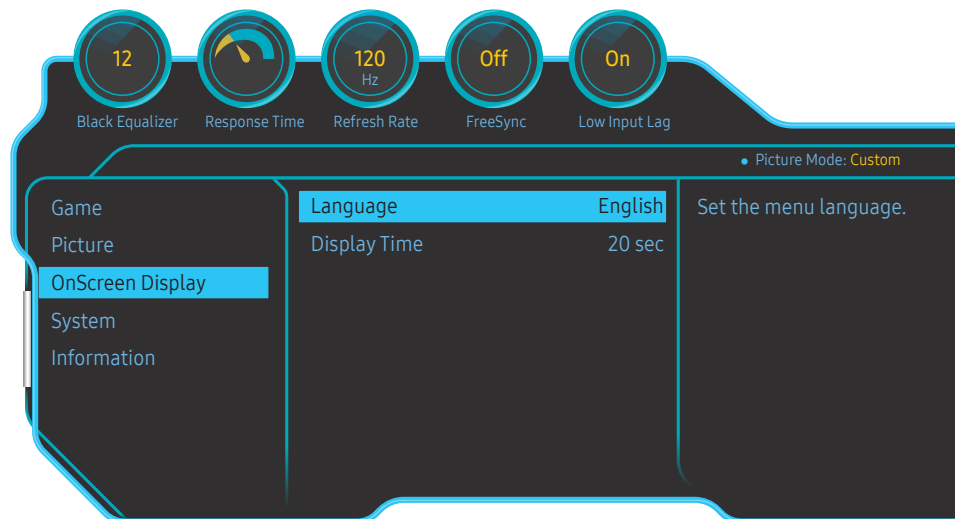 12
120
Hz
Off
On
Black Equalizer
Response Time
Refresh Rate
FreeSync
Low Input Lag
Picture Mode: Custom
Game
Picture
OnScreen Display
System
Information
Language English
Display Time 20 sec
Set the menu language.